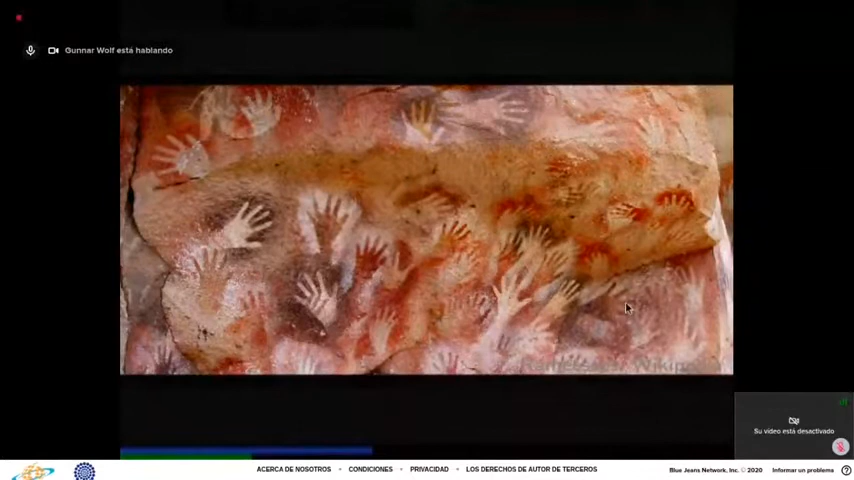 Gunnar Wolf está hablando
Su video está desactivado
ACERCA DE NOSOTROS • CONDICIONES • PRIVACIDAD • LOS DERECHOS DE AUTOR DE TERCEROS
Blue Jeans Network, Inc. © 2020 Informar un problema